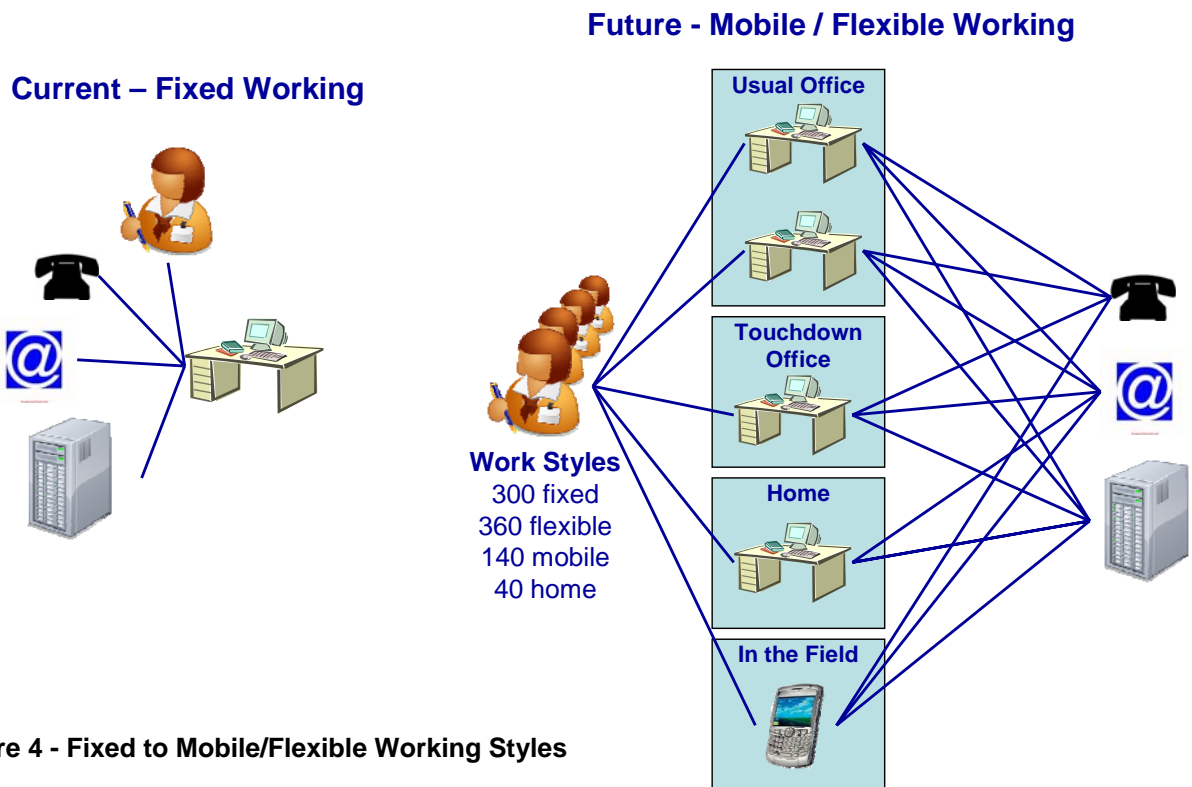 Future - Mobile / Flexible Working
Current – Fixed Working
Usual Office
Touchdown
Office
Work Styles
300 fixed
360 flexible
140 mobile
40 home
Home
In the Field
re 4 - Fixed to Mobile/Flexible Working Styles
@
@